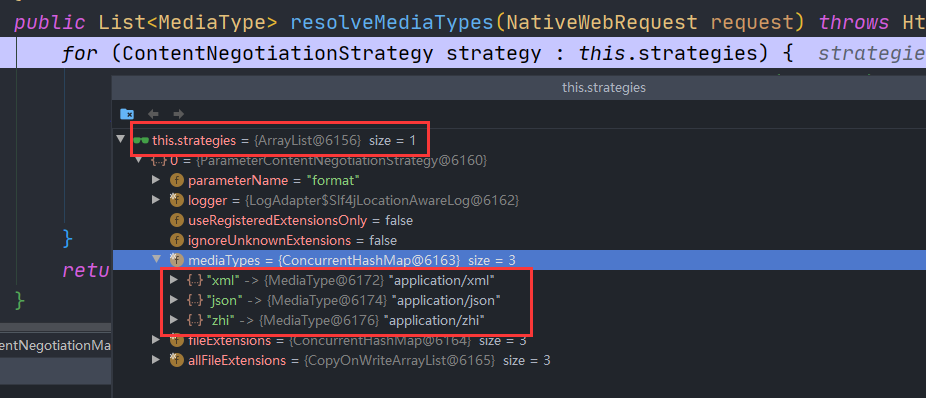 public List<MediaType> resolveMediaTypes(NativeWebRequest request) throws Ht
for (ContentNegotiationStrategy strategy : this.strategies) { strategie
this.strategies
this.strategies = {ArrayList@6156} size = 1
0 = {ParameterContentNegotiationStrategy@6160}
parameterName = "format"
logger = {LogAdapter$Slf4jLocationAwareLog@6162}
useRegisteredExtensionsOnly = false
ignoreUnknownExtensions = false
}
mediaTypes = {ConcurrentHashMap@6163} size = 3
retu
"xml" -> {MediaType@6172} "application/xml"
}
"json" -> {MediaType@6174} "application/json"
"zhi" -> {MediaType@6176} "application/zhi"
entNegotiationMa
fileExtensions = {ConcurrentHashMap@6164} size = 3
allFileExtensions = {CopyOnWriteArrayList@6165} size = 3